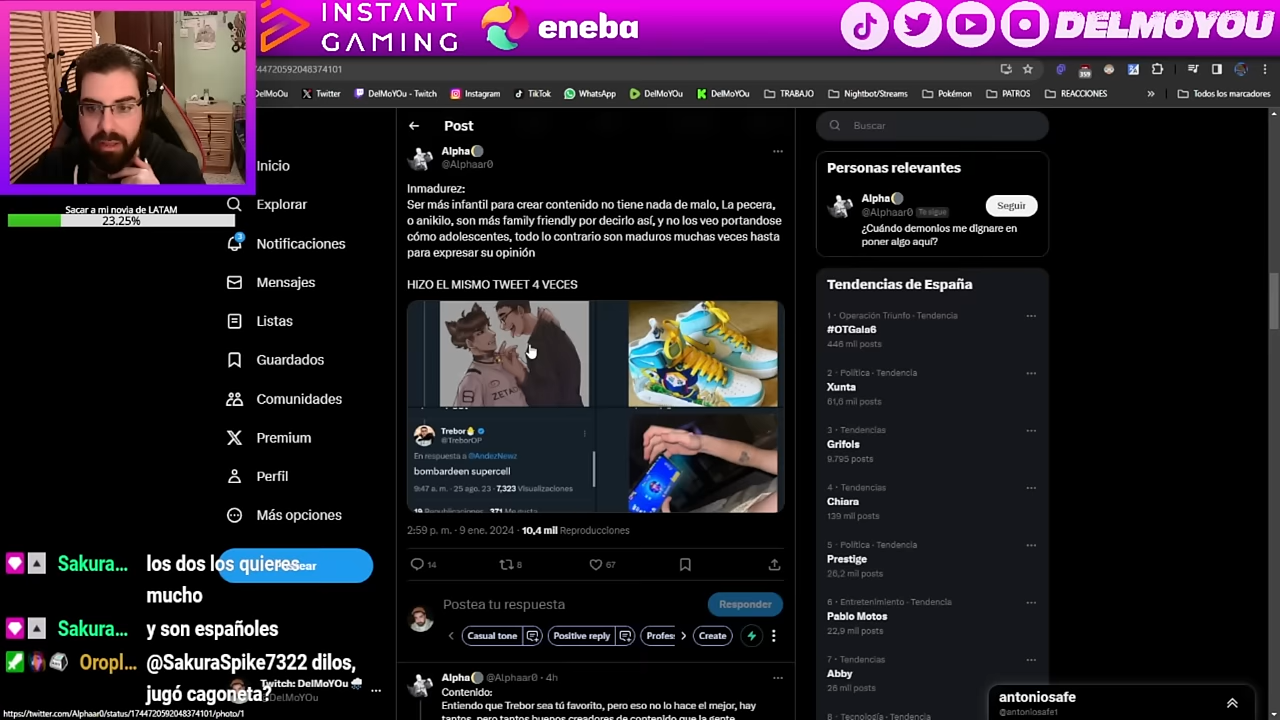 INSTANT
GAMING
eneba
DELMOYOU
744720592048374101
DelMoOu
Twitter
DelMoYOu - Twitch
Instagram
TikTok
WhatsApp
DelMoYOu
DelMoYOu
TRABAJO
Nightbot/Streams
Pokémon
PATROS
REACCIONES
Todos los marcadores
Sacar a mi novia de LATAM
23.25%
Inicio
Explorar
3
Notificaciones
Mensajes
Listas
Guardados
Comunidades
Premium
Perfil
Más opciones
Post
Alpha
@Alphaar0
Inmadurez:
Ser más infantil para crear contenido no tiene nada de malo, La pecera,
o anikilo, son más family friendly por decirlo así, y no los veo portandose
cómo adolescentes, todo lo contrario son maduros muchas veces hasta
para expresar su opinión
HIZO EL MISMO TWEET 4 VECES
ZETA
Trebor
@TreborOP
En respuesta a @AndezNewz
bombardeen supercell
9:47 a. m. · 25 ago. 23 · 7,323 Visualizaciones
19 Republicaciones 371 Me gusta
2:59 p. m. · 9 ene. 2024 · 10,4 mil Reproducciones
14
8
67
Postea tu respuesta
Responder
Casual tone
Positive reply
Profes
Create
Alpha @Alphaar0 · 4h
Contenido:
Entiendo que Trebor sea tú favorito, pero eso no lo hace el mejor, hay
tantos, pero tantos buenos creadores de contenido que la gente
Buscar
Personas relevantes
Alpha
@Alphaar0 Te sigue
Seguir
¿Cuándo demonios me dignare en
poner algo aquí?
Tendencias de España
1 · Operación Triunfo · Tendencia
#OTGala6
446 mil posts
2 · Política · Tendencia
Xunta
61,6 mil posts
3 · Tendencias
Grifols
9.795 posts
4 · Tendencias
Chiara
139 mil posts
5 · Política · Tendencia
Prestige
26,2 mil posts
6 · Entretenimiento · Tendencia
Pablo Motos
22,9 mil posts
7 · Tendencias
Abby
26 mil posts
8 · Tecnología · Tendencia
antoniosafe
@antoniosafe1
Sakura... los dos los quieres
mucho
Sakura... y son españoles
Oropl... @SakuraSpike7322 dilos,
jugó cagoneta?
Twitch: DelMoYOu
@DelMoYOU
https://twitter.com/Alphaar0/status/1744720592048374101/photo/1